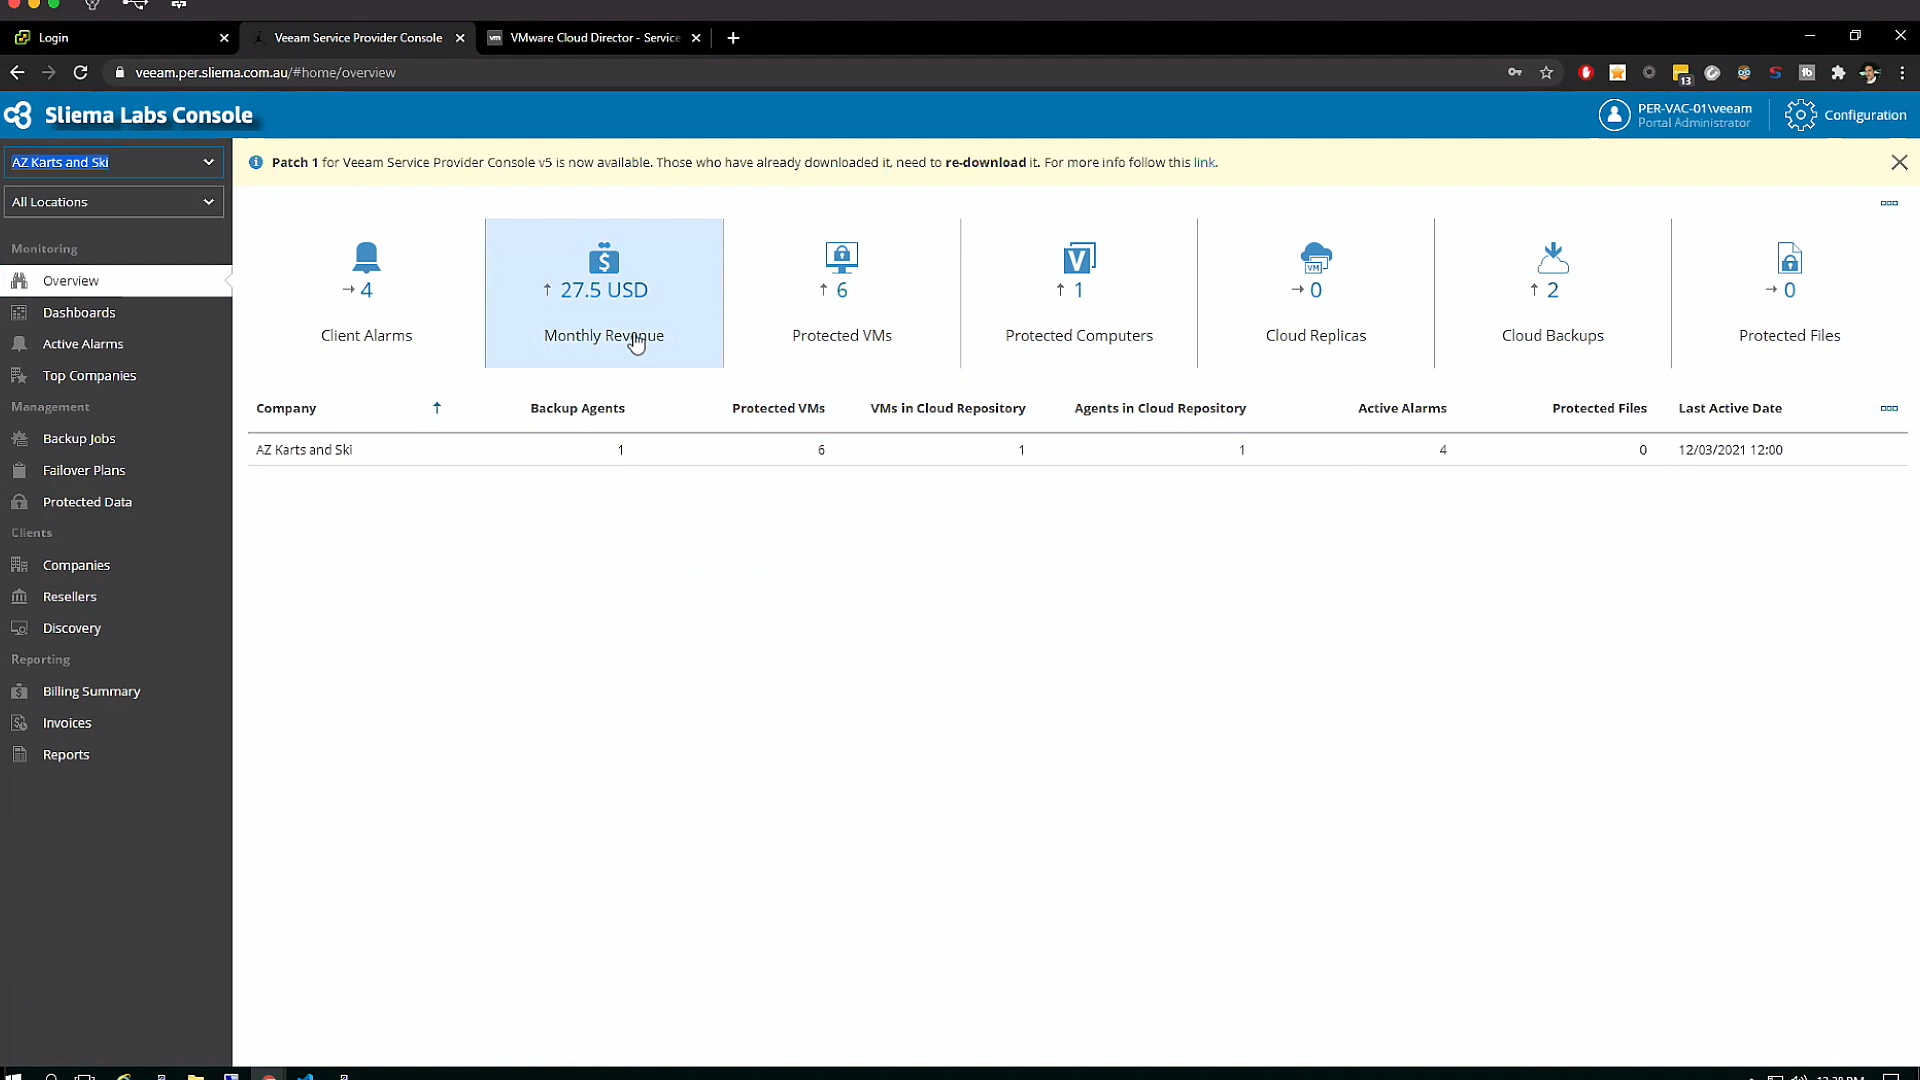 Login
Veeam Service Provider Console
VMware Cloud Director - Service
veeam.per.sliema.com.au/#home/overview
13
Sliema Labs Console
PER-VAC-01\veeam
Portal Administrator
Configuration
AZ Karts and Ski
Patch 1 for Veeam Service Provider Console v5 is now available. Those who have already downloaded it, need to re-download it. For more info follow this link.
All Locations
Monitoring
Overview
Dashboards
Active Alarms
Top Companies
Management
Backup Jobs
Failover Plans
Protected Data
Clients
Companies
Resellers
Discovery
Reporting
Billing Summary
Invoices
Reports
→ 4
Client Alarms
↑ 27.5 USD
Monthly Revenue
↑ 6
Protected VMs
↑ 1
Protected Computers
→ 0
Cloud Replicas
↑ 2
Cloud Backups
→ 0
Protected Files
Company ↑ Backup Agents Protected VMs VMs in Cloud Repository Agents in Cloud Repository Active Alarms Protected Files Last Active Date
AZ Karts and Ski 1 6 1 1 4 0 12/03/2021 12:00